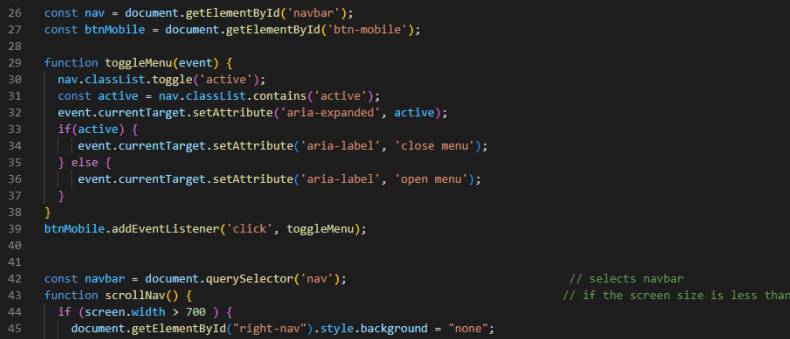 26 const nav = document.getElementById('navbar');
27 const btnMobile = document.getElementById('btn-mobile');
28
29 function toggleMenu(event) {
30 nav.classList.toggle('active');
31 const active = nav.classList.contains('active');
32 event.currentTarget.setAttribute('aria-expanded', active);
33 if(active) {
34 event.currentTarget.setAttribute('aria-label', 'close menu');
35 } else {
36 event.currentTarget.setAttribute('aria-label', 'open menu');
37 }
38 }
39 btnMobile.addEventListener('click', toggleMenu);
40
41
42 const navbar = document.querySelector('nav'); // selects navbar
43 function scrollNav() { // if the screen size is less than
44 if (screen.width > 700 ) {
45 document.getElementById("right-nav").style.background = "none";